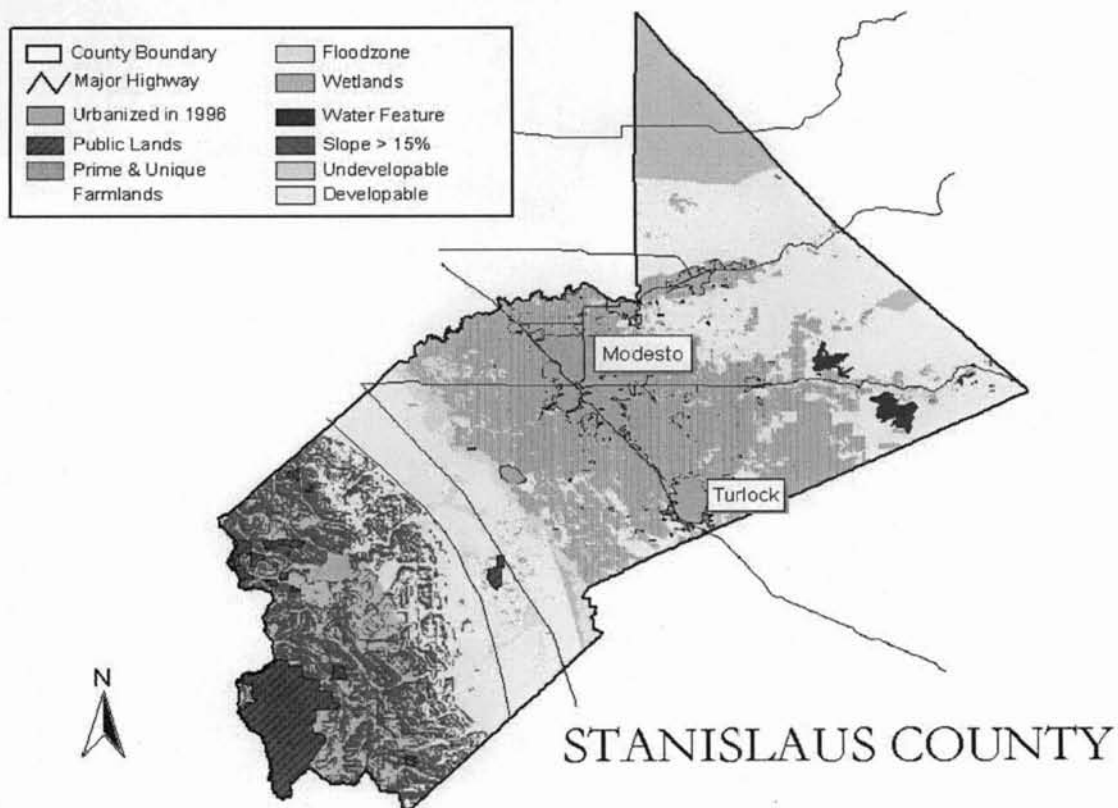 County Boundary
Major Highway
Urbanized in 1996
Public Lands
Prime & Unique
Farmlands
Floodzone
Wetlands
Water Feature
Slope > 15%
Undevelopable
Developable
Modesto
Turlock
N
STANISLAUS COUNTY